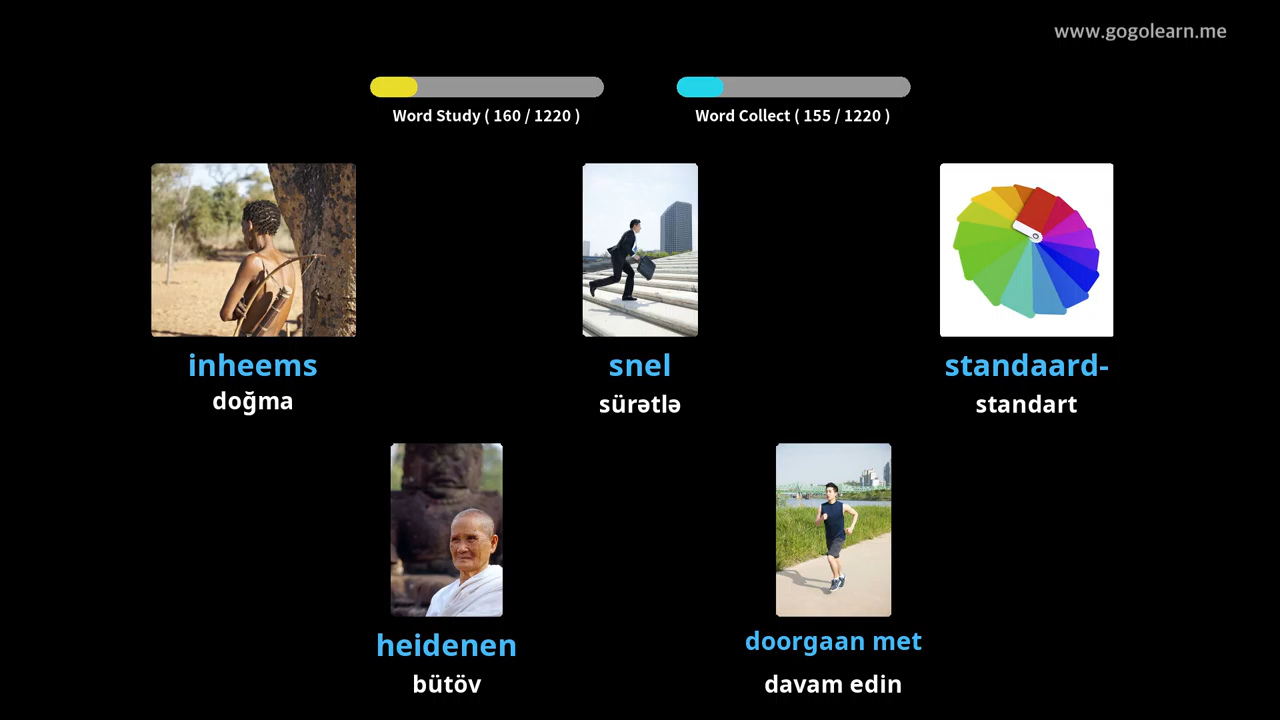 www.gogolearn.me
Word Study ( 160 / 1220 )
Word Collect ( 155 / 1220 )
inheems
doğma
snel
sürətlə
standaard-
standart
heidenen
bütöv
doorgaan met
davam edin